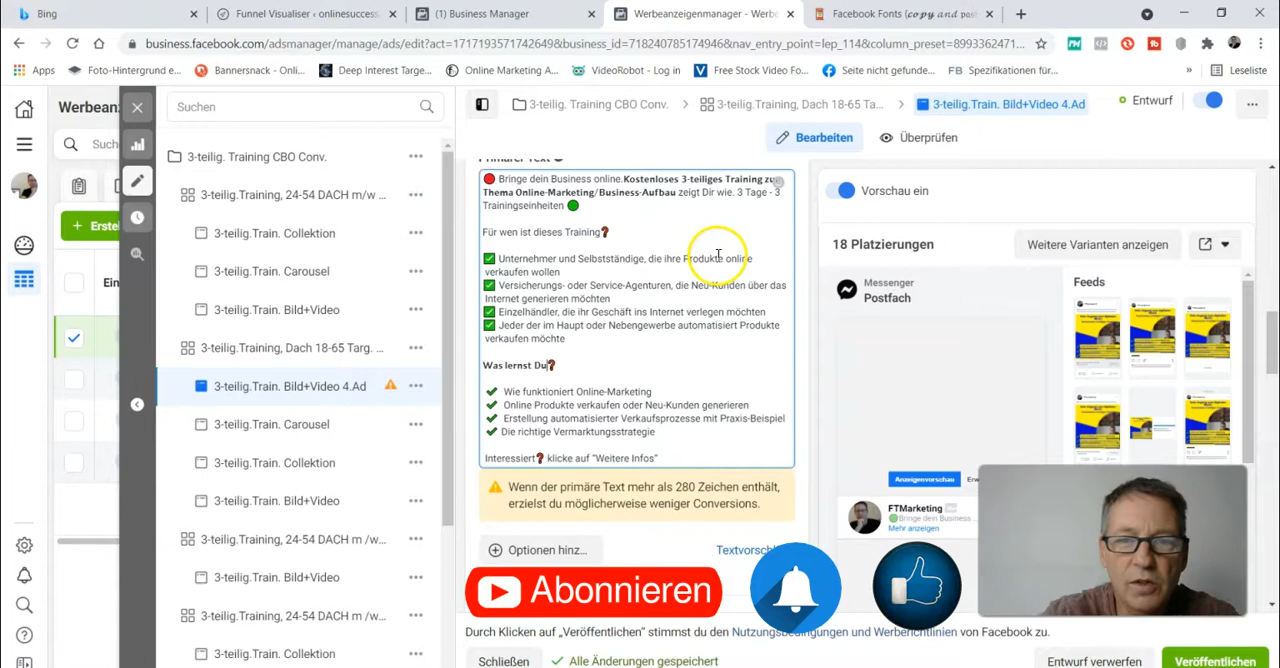 Bing
Funnel Visualiser ‹ onlinesuccess.
(1) Business Manager
Werbeanzeigenmanager - Werbe
Facebook Fonts (𝓬𝓸𝓹𝔂 𝒂𝒏𝒅 past
business.facebook.com/adsmanager/manage/ads/edit?act=1717193571742649&business_id=718240785174946&nav_entry_point=lep_114&column_preset=8993362471...
Apps
Foto-Hintergrund e...
Bannersnack - Onli...
Deep Interest Targe...
Online Marketing A...
VideoRobot - Log in
Free Stock Video Fo...
Seite nicht gefunde...
FB Spezifikationen für...
»
Leseliste
Werbean
Suchen
3-teilig. Training CBO Conv.
3-teilig.Training, Dach 18-65 Ta...
3-teilig.Train. Bild+Video 4.Ad
Entwurf
Such
Bearbeiten
Überprüfen
3-teilig. Training CBO Conv.
3-teilig.Training, 24-54 DACH m/w ...
+ Erste
3-teilig.Train. Collektion
3-teilig.Train. Carousel
Ein
3-teilig.Train. Bild+Video
3-teilig.Training, Dach 18-65 Targ. ...
3-teilig.Train. Bild+Video 4.Ad
3-teilig.Train. Carousel
3-teilig.Train. Collektion
3-teilig.Train. Bild+Video
3-teilig.Training, 24-54 DACH m /w...
3-teilig.Train. Bild+Video
3-teilig.Training, 24-54 DACH m /w ...
3-teilig.Train. Collektion
Primärer Text
🔴 Bringe dein Business online.Kostenloses 3-teiliges Training zum
Thema Online-Marketing/Business-Aufbau zeigt Dir wie. 3 Tage - 3
Trainingseinheiten 🟢
Für wen ist dieses Training❓
✅ Unternehmer und Selbstständige, die ihre Produkte online
verkaufen wollen
✅ Versicherungs- oder Service-Agenturen, die Neu-Kunden über das
Internet generieren möchten
✅ Einzelhändler, die ihr Geschäft ins Internet verlegen möchten
✅ Jeder der im Haupt oder Nebengewerbe automatisiert Produkte
verkaufen möchte
Was lernst Du❓
✔ Wie funktioniert Online-Marketing
✔ Online Produkte verkaufen oder Neu-Kunden generieren
✔ Erstellung automatisierter Verkaufsprozesse mit Praxis-Beispiel
✔ Die richtige Vermarktungsstrategie
Interessiert❓ klicke auf "Weitere Infos"
Wenn der primäre Text mehr als 280 Zeichen enthält,
erzielst du möglicherweise weniger Conversions.
Optionen hinz...
Textvorschl
Abonnieren
Vorschau ein
18 Platzierungen
Weitere Varianten anzeigen
Messenger
Postfach
Feeds
Anzeigenvorschau
FTMarketing
Bringe dein Business
Mehr anzeigen
Durch Klicken auf „Veröffentlichen" stimmst du den Nutzungsbedingungen und Werberichtlinien von Facebook zu.
Schließen
Alle Änderungen gespeichert
Entwurf verwerfen
Veröffentlichen